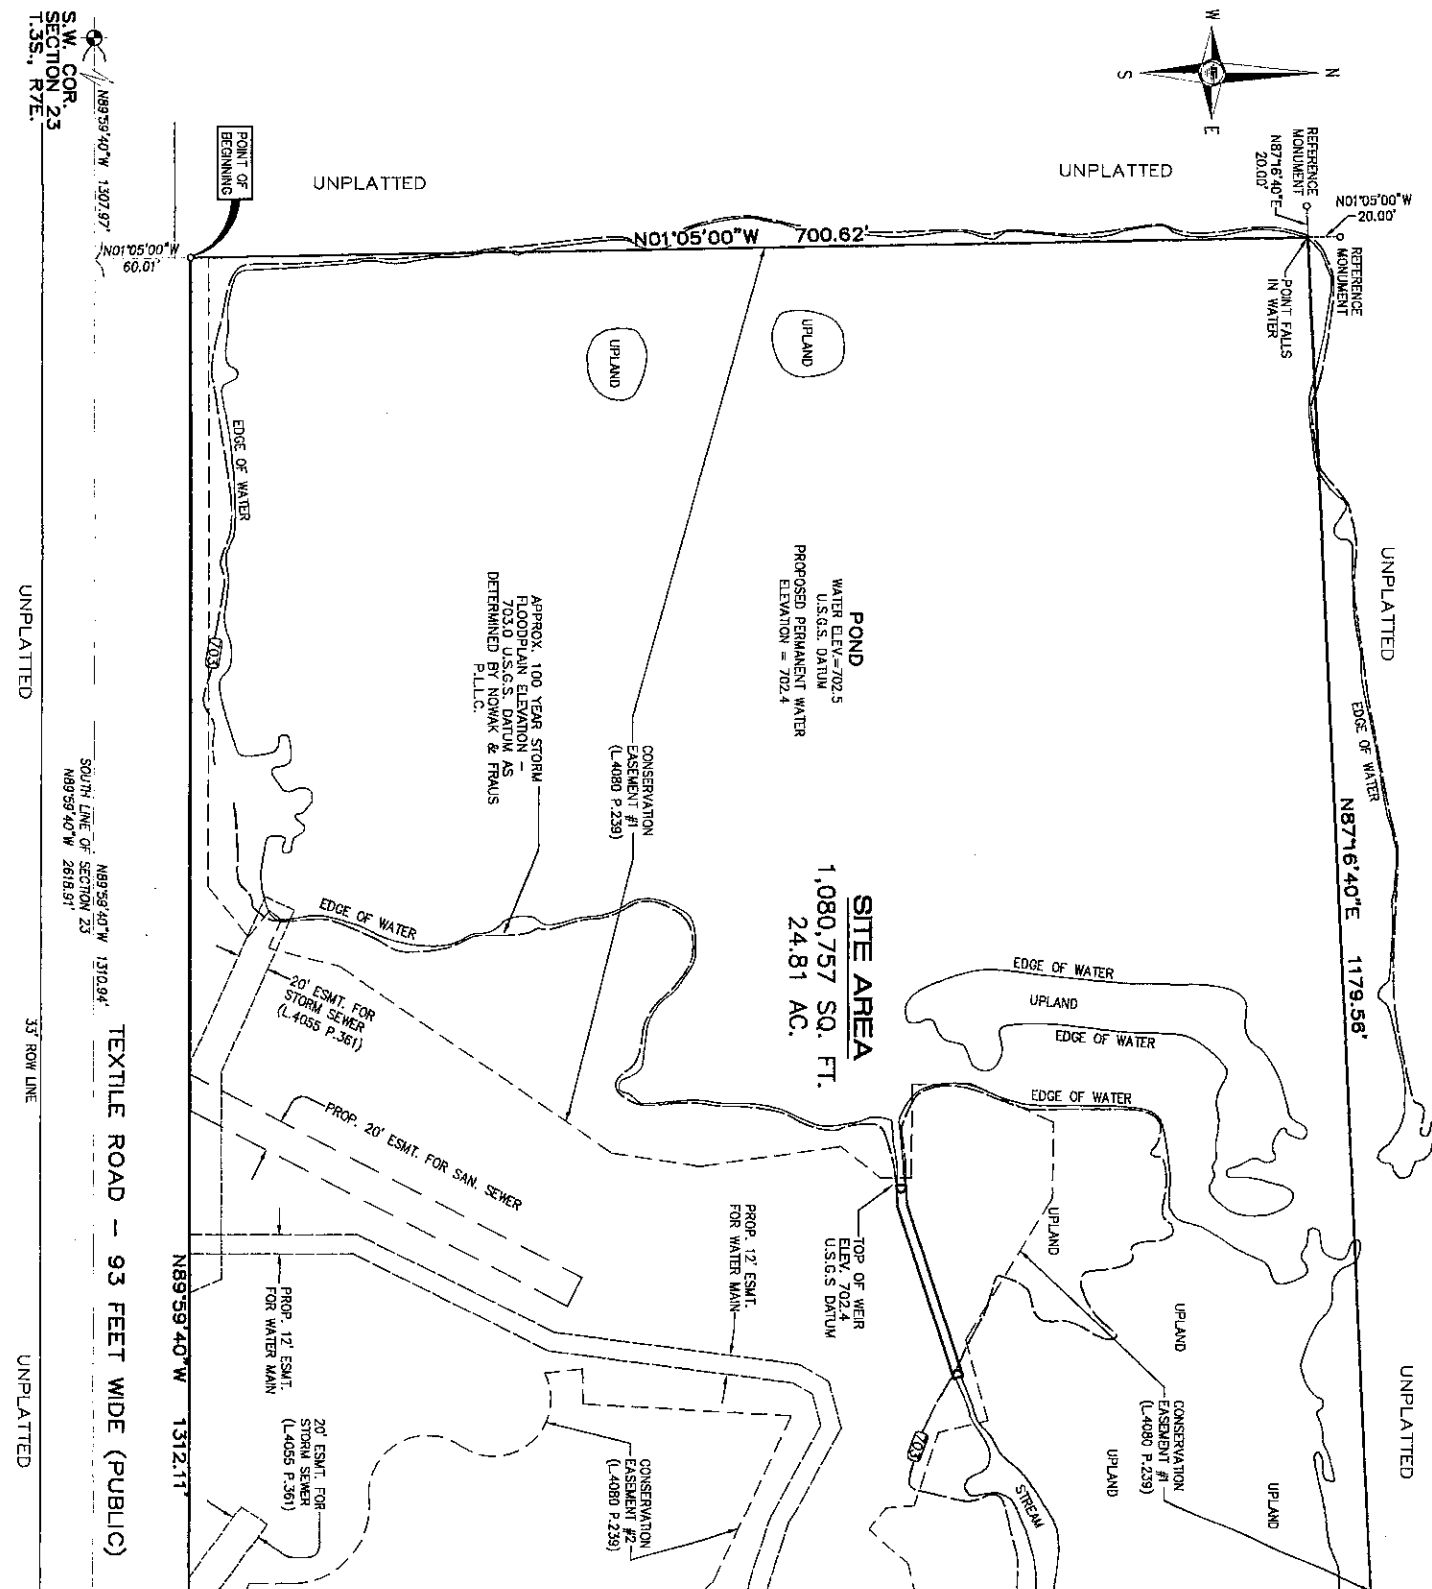 W
N
S
E
S.W. COR.
SECTION 23
T.3S., R7E.
N89°59'40"W 1307.97'
POINT OF
BEGINNING
N01°05'00"W
60.01'
UNPLATTED
UNPLATTED
REFERENCE
MONUMENT
N87°16'40"E
20.00'
N01°05'00"W
20.00'
REFERENCE
MONUMENT
POINT FALLS
IN WATER
N01°05'00"W 700.62'
UPLAND
UPLAND
EDGE OF WATER
703
UNPLATTED
EDGE OF WATER
N87°16'40"E 1179.56'
POND
WATER ELEV.=702.5
U.S.G.S. DATUM
PROPOSED PERMANENT WATER
ELEVATION = 702.4
APPROX. 100 YEAR STORM
FLOODPLAIN ELEVATION -
703.0 U.S.G.S. DATUM AS
DETERMINED BY NOWAK & FRAUS
P.L.L.C.
CONSERVATION
EASEMENT #1
(L.4080 P.239)
SITE AREA
1,080,757 SQ. FT.
24.81 AC.
EDGE OF WATER
EDGE OF WATER
UPLAND
EDGE OF WATER
EDGE OF WATER
20' ESMT. FOR
STORM SEWER
(L.4055 P.361)
PROP. 20' ESMT. FOR SAN. SEWER
PROP. 12' ESMT.
FOR WATER MAIN
TOP OF WEIR
ELEV. 702.4
U.S.G.S DATUM
UPLAND
UPLAND
UPLAND
UPLAND
CONSERVATION
EASEMENT #1
(L.4080 P.239)
703
STREAM
PROP. 12' ESMT.
FOR WATER MAIN
20' ESMT. FOR
STORM SEWER
(L.4055 P.361)
CONSERVATION
EASEMENT #2
(L.4080 P.239)
UNPLATTED
N89°59'40"W 1312.11'
N89°59'40"W 1310.94'
SOUTH LINE OF SECTION 23
N89°59'40"W 2618.91'
TEXTILE ROAD - 93 FEET WIDE (PUBLIC)
33' ROW LINE
UNPLATTED
UNPLATTED